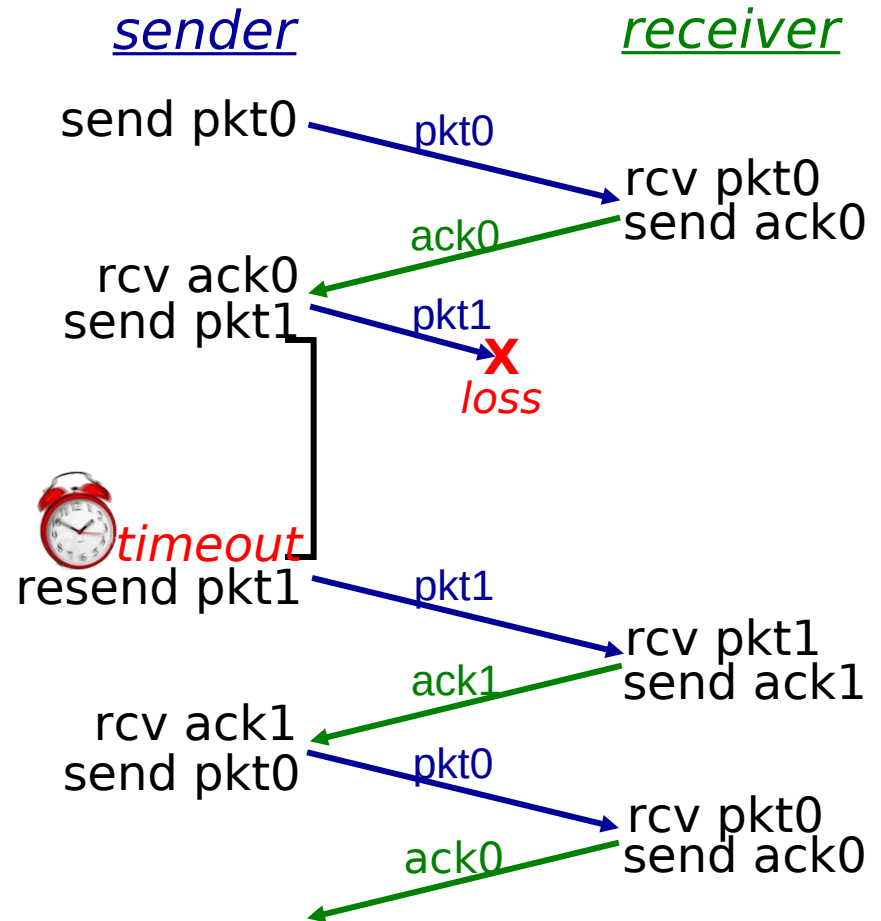 sender
receiver
send pkt0
pkt0
rcv pkt0
send ack0
ack0
rcv ack0
send pkt1
pkt1
X
loss
timeout
resend pkt1
pkt1
rcv pkt1
send ack1
ack1
rcv ack1
send pkt0
pkt0
rcv pkt0
send ack0
ack0